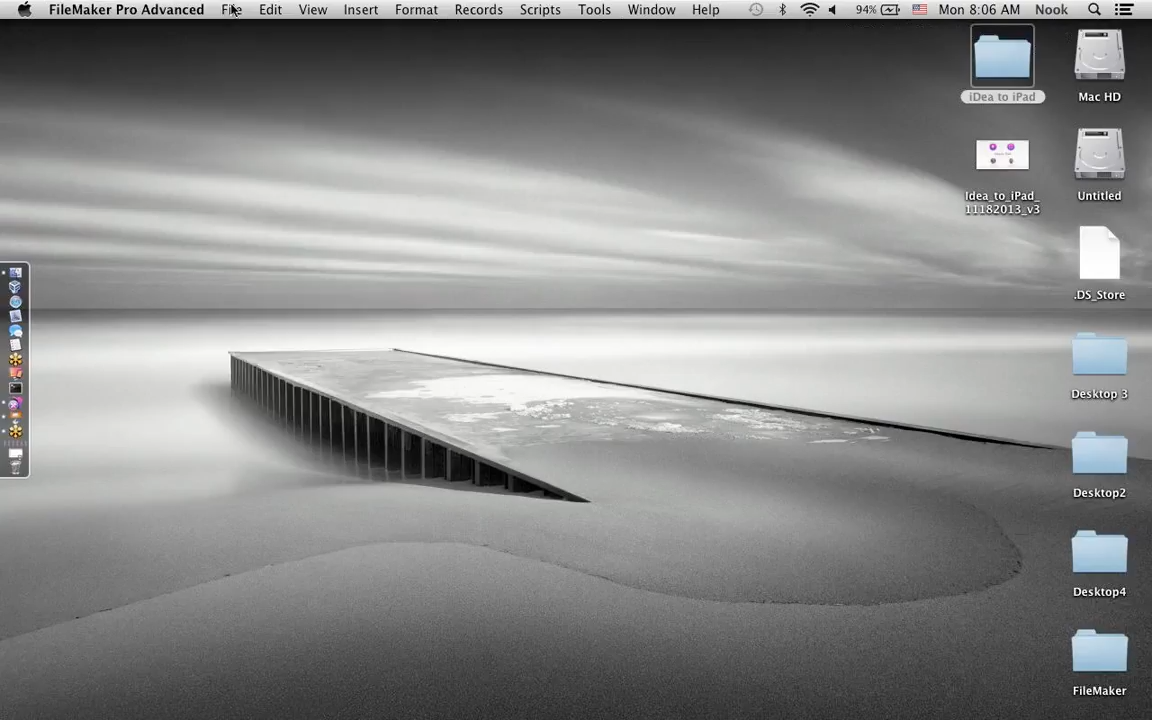 FileMaker Pro Advanced File Edit View Insert Format Records Scripts Tools Window Help 94% Mon 8:06 AM Nook
iDea to iPad
Mac HD
Idea_to_iPad_
11182013_v3
Untitled
.DS_Store
Desktop 3
Desktop2
Desktop4
FileMaker